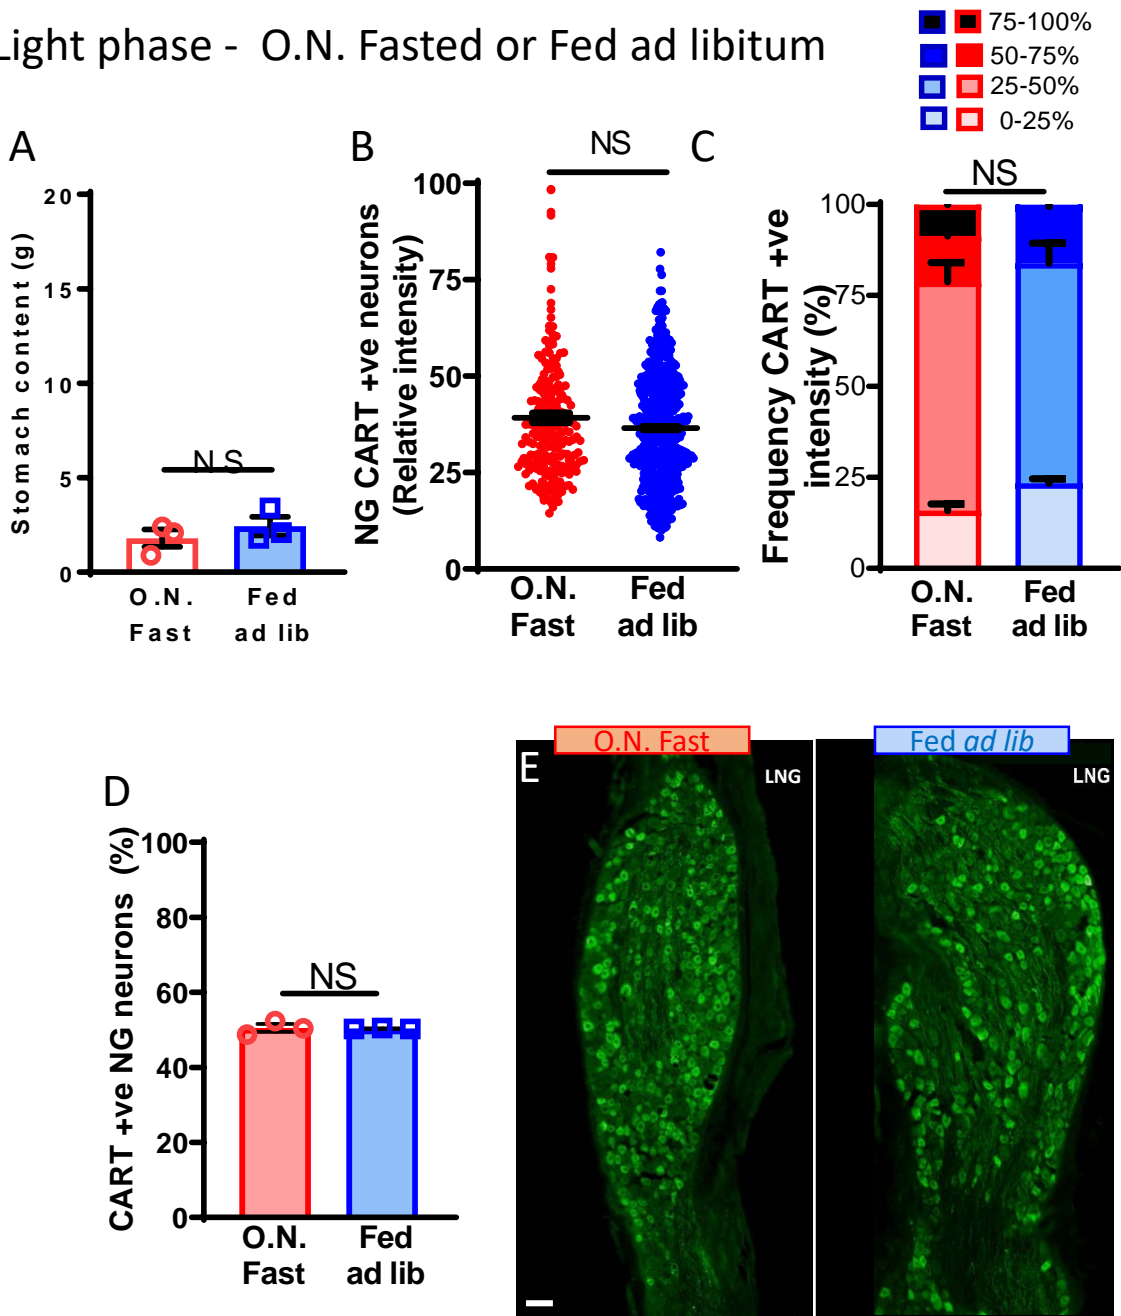 Light phase - O.N. Fasted or Fed ad libitum
75-100%
50-75%
25-50%
0-25%
A
Stomach content (g)
20
15
10
5
0
NS
O.N.
Fast
Fed
ad lib
B
NG CART +ve neurons
(Relative intensity)
100
75
50
25
0
NS
O.N.
Fast
Fed
ad lib
C
Frequency CART +ve
intensity (%)
100
75
50
25
0
NS
O.N.
Fast
Fed
ad lib
D
CART +ve NG neurons (%)
100
80
60
40
20
0
NS
O.N.
Fast
Fed
ad lib
E
O.N. Fast
LNG
Fed ad lib
LNG